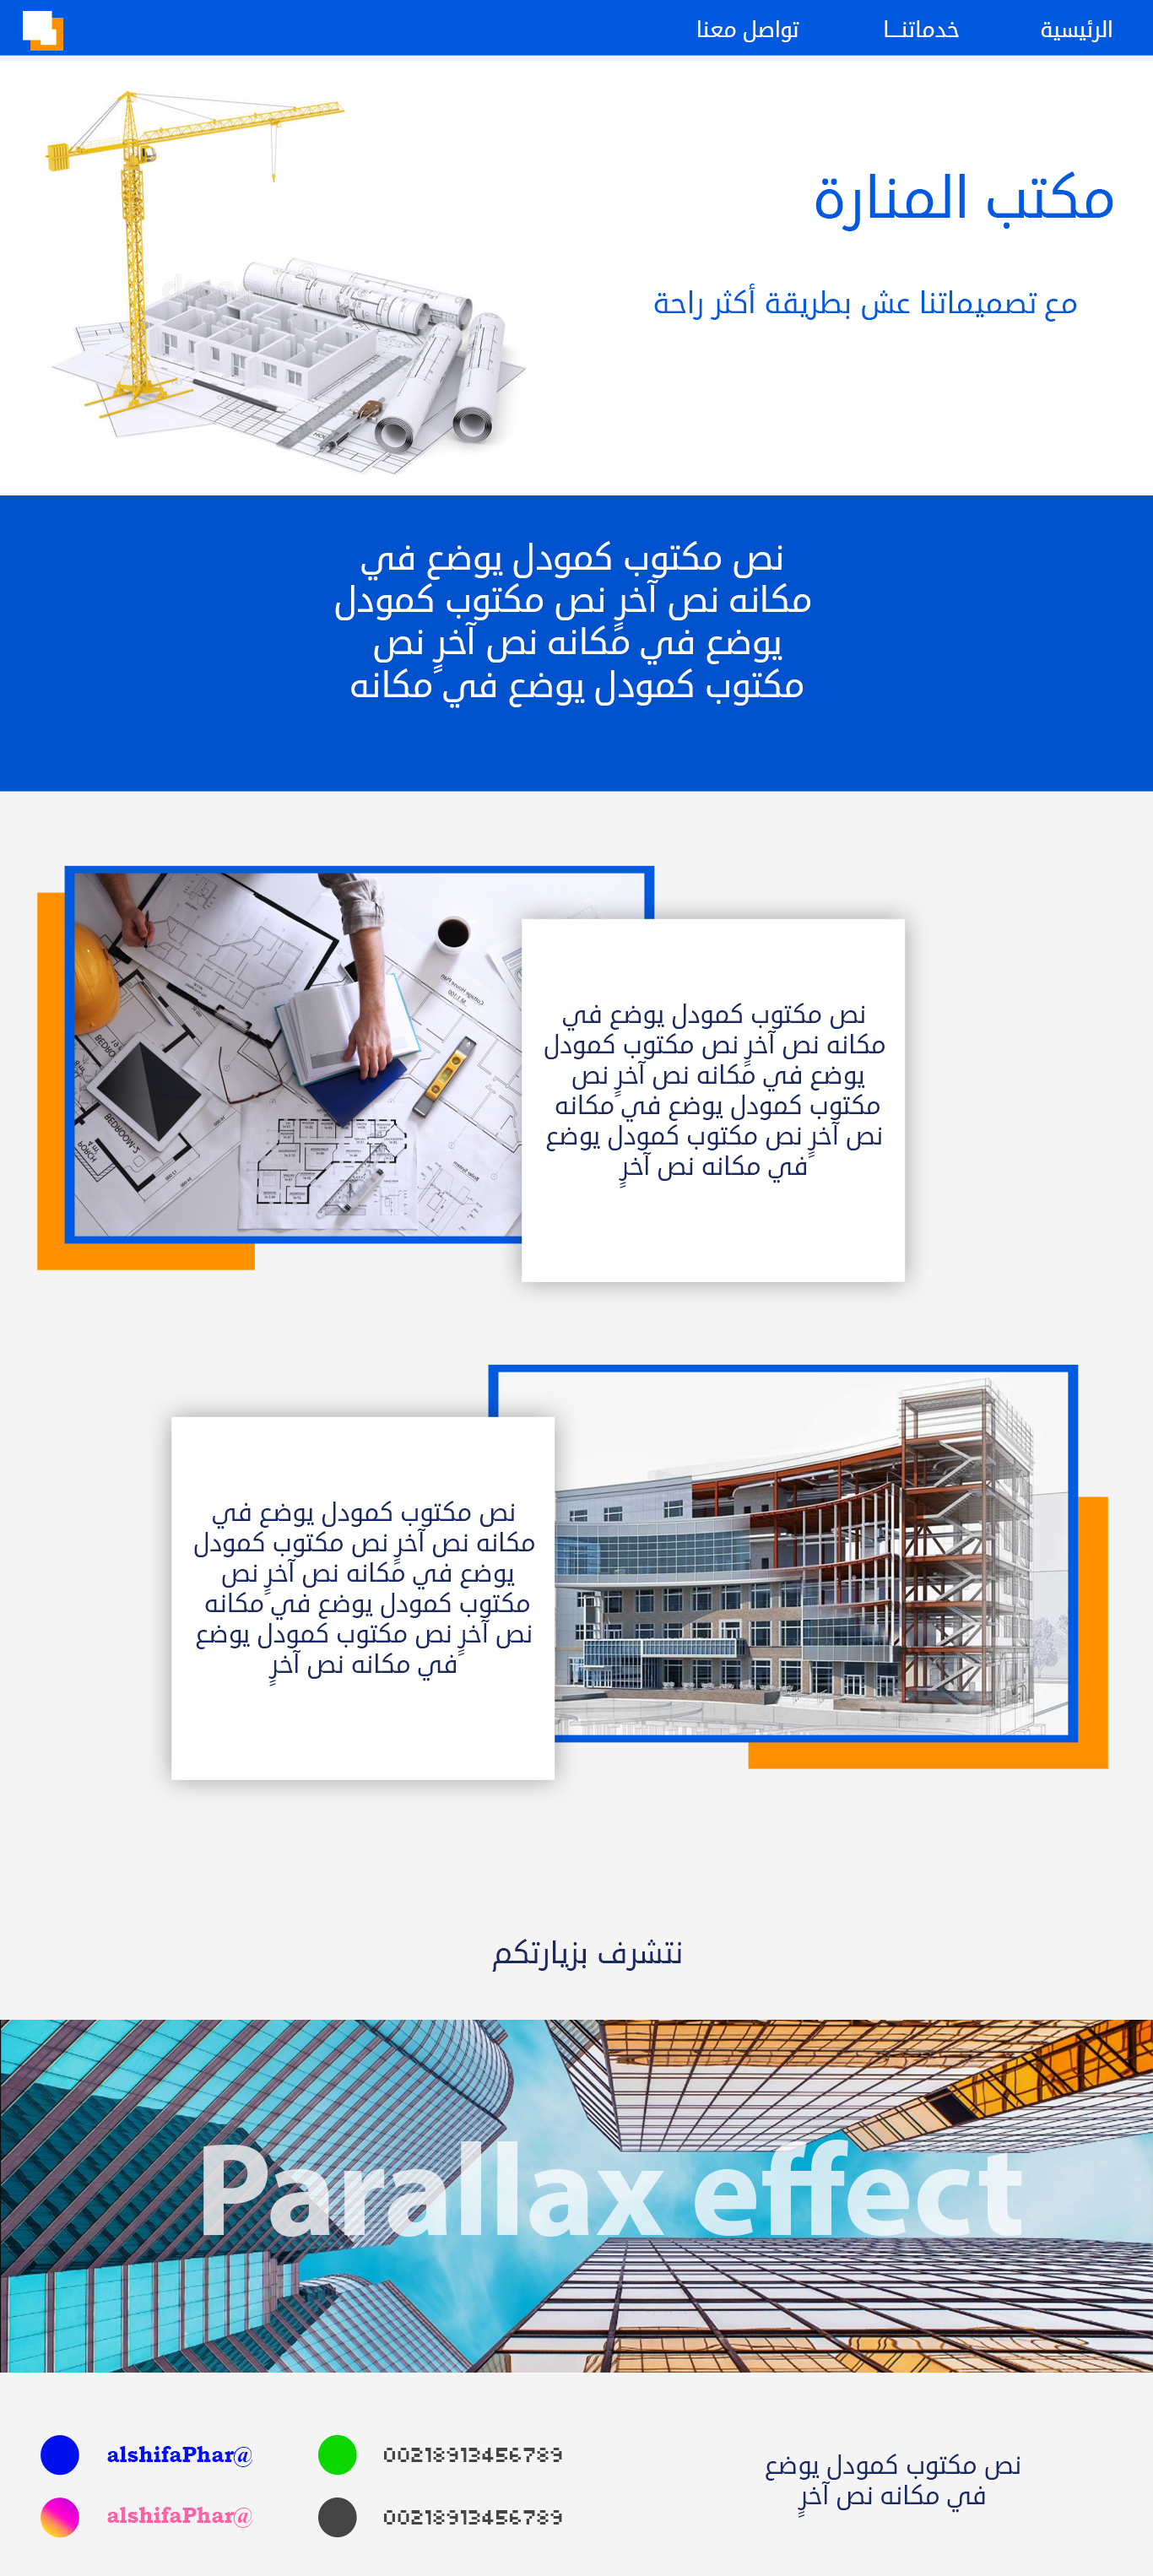 الرئيسية
خدماتنـــا
تواصل معنا
مكتب المنارة
مع تصميماتنا عش بطريقة أكثر راحة
نص مكتوب كمودل يوضع في
مكانه نص آخرٍ نص مكتوب كمودل
يوضع في مكانه نص آخرٍ نص
مكتوب كمودل يوضع في مكانه
نص مكتوب كمودل يوضع في
مكانه نص آخرٍ نص مكتوب كمودل
يوضع في مكانه نص آخرٍ نص
مكتوب كمودل يوضع في مكانه
نص آخرٍ نص مكتوب كمودل يوضع
في مكانه نص آخرٍ
نص مكتوب كمودل يوضع في
مكانه نص آخرٍ نص مكتوب كمودل
يوضع في مكانه نص آخرٍ نص
مكتوب كمودل يوضع في مكانه
نص آخرٍ نص مكتوب كمودل يوضع
في مكانه نص آخرٍ
نتشرف بزيارتكم
Parallax effect
نص مكتوب كمودل يوضع
في مكانه نص آخرٍ
00218913456789
00218913456789
alshifaPhar@
alshifaPhar@